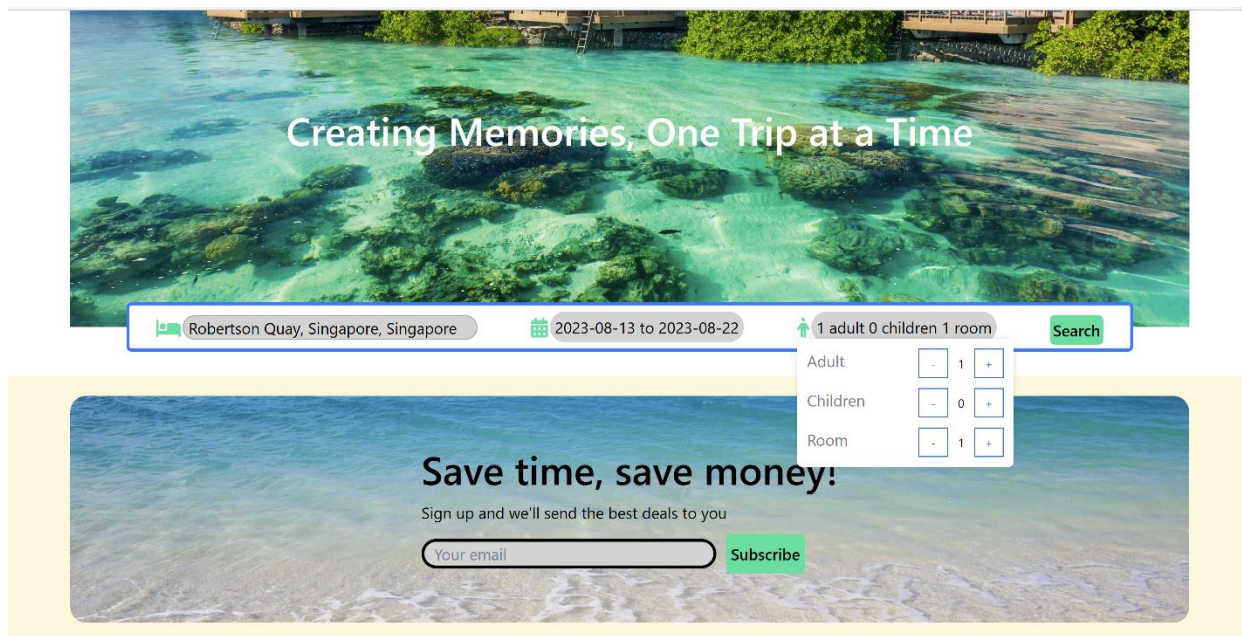 Creating Memories, One Trip at a Time
Robertson Quay, Singapore, Singapore 2023-08-13 to 2023-08-22 1 adult 0 children 1 room Search
Adult - 1 +
Children - 0 +
Room - 1 +
Save time, save money!
Sign up and we'll send the best deals to you
Your email Subscribe